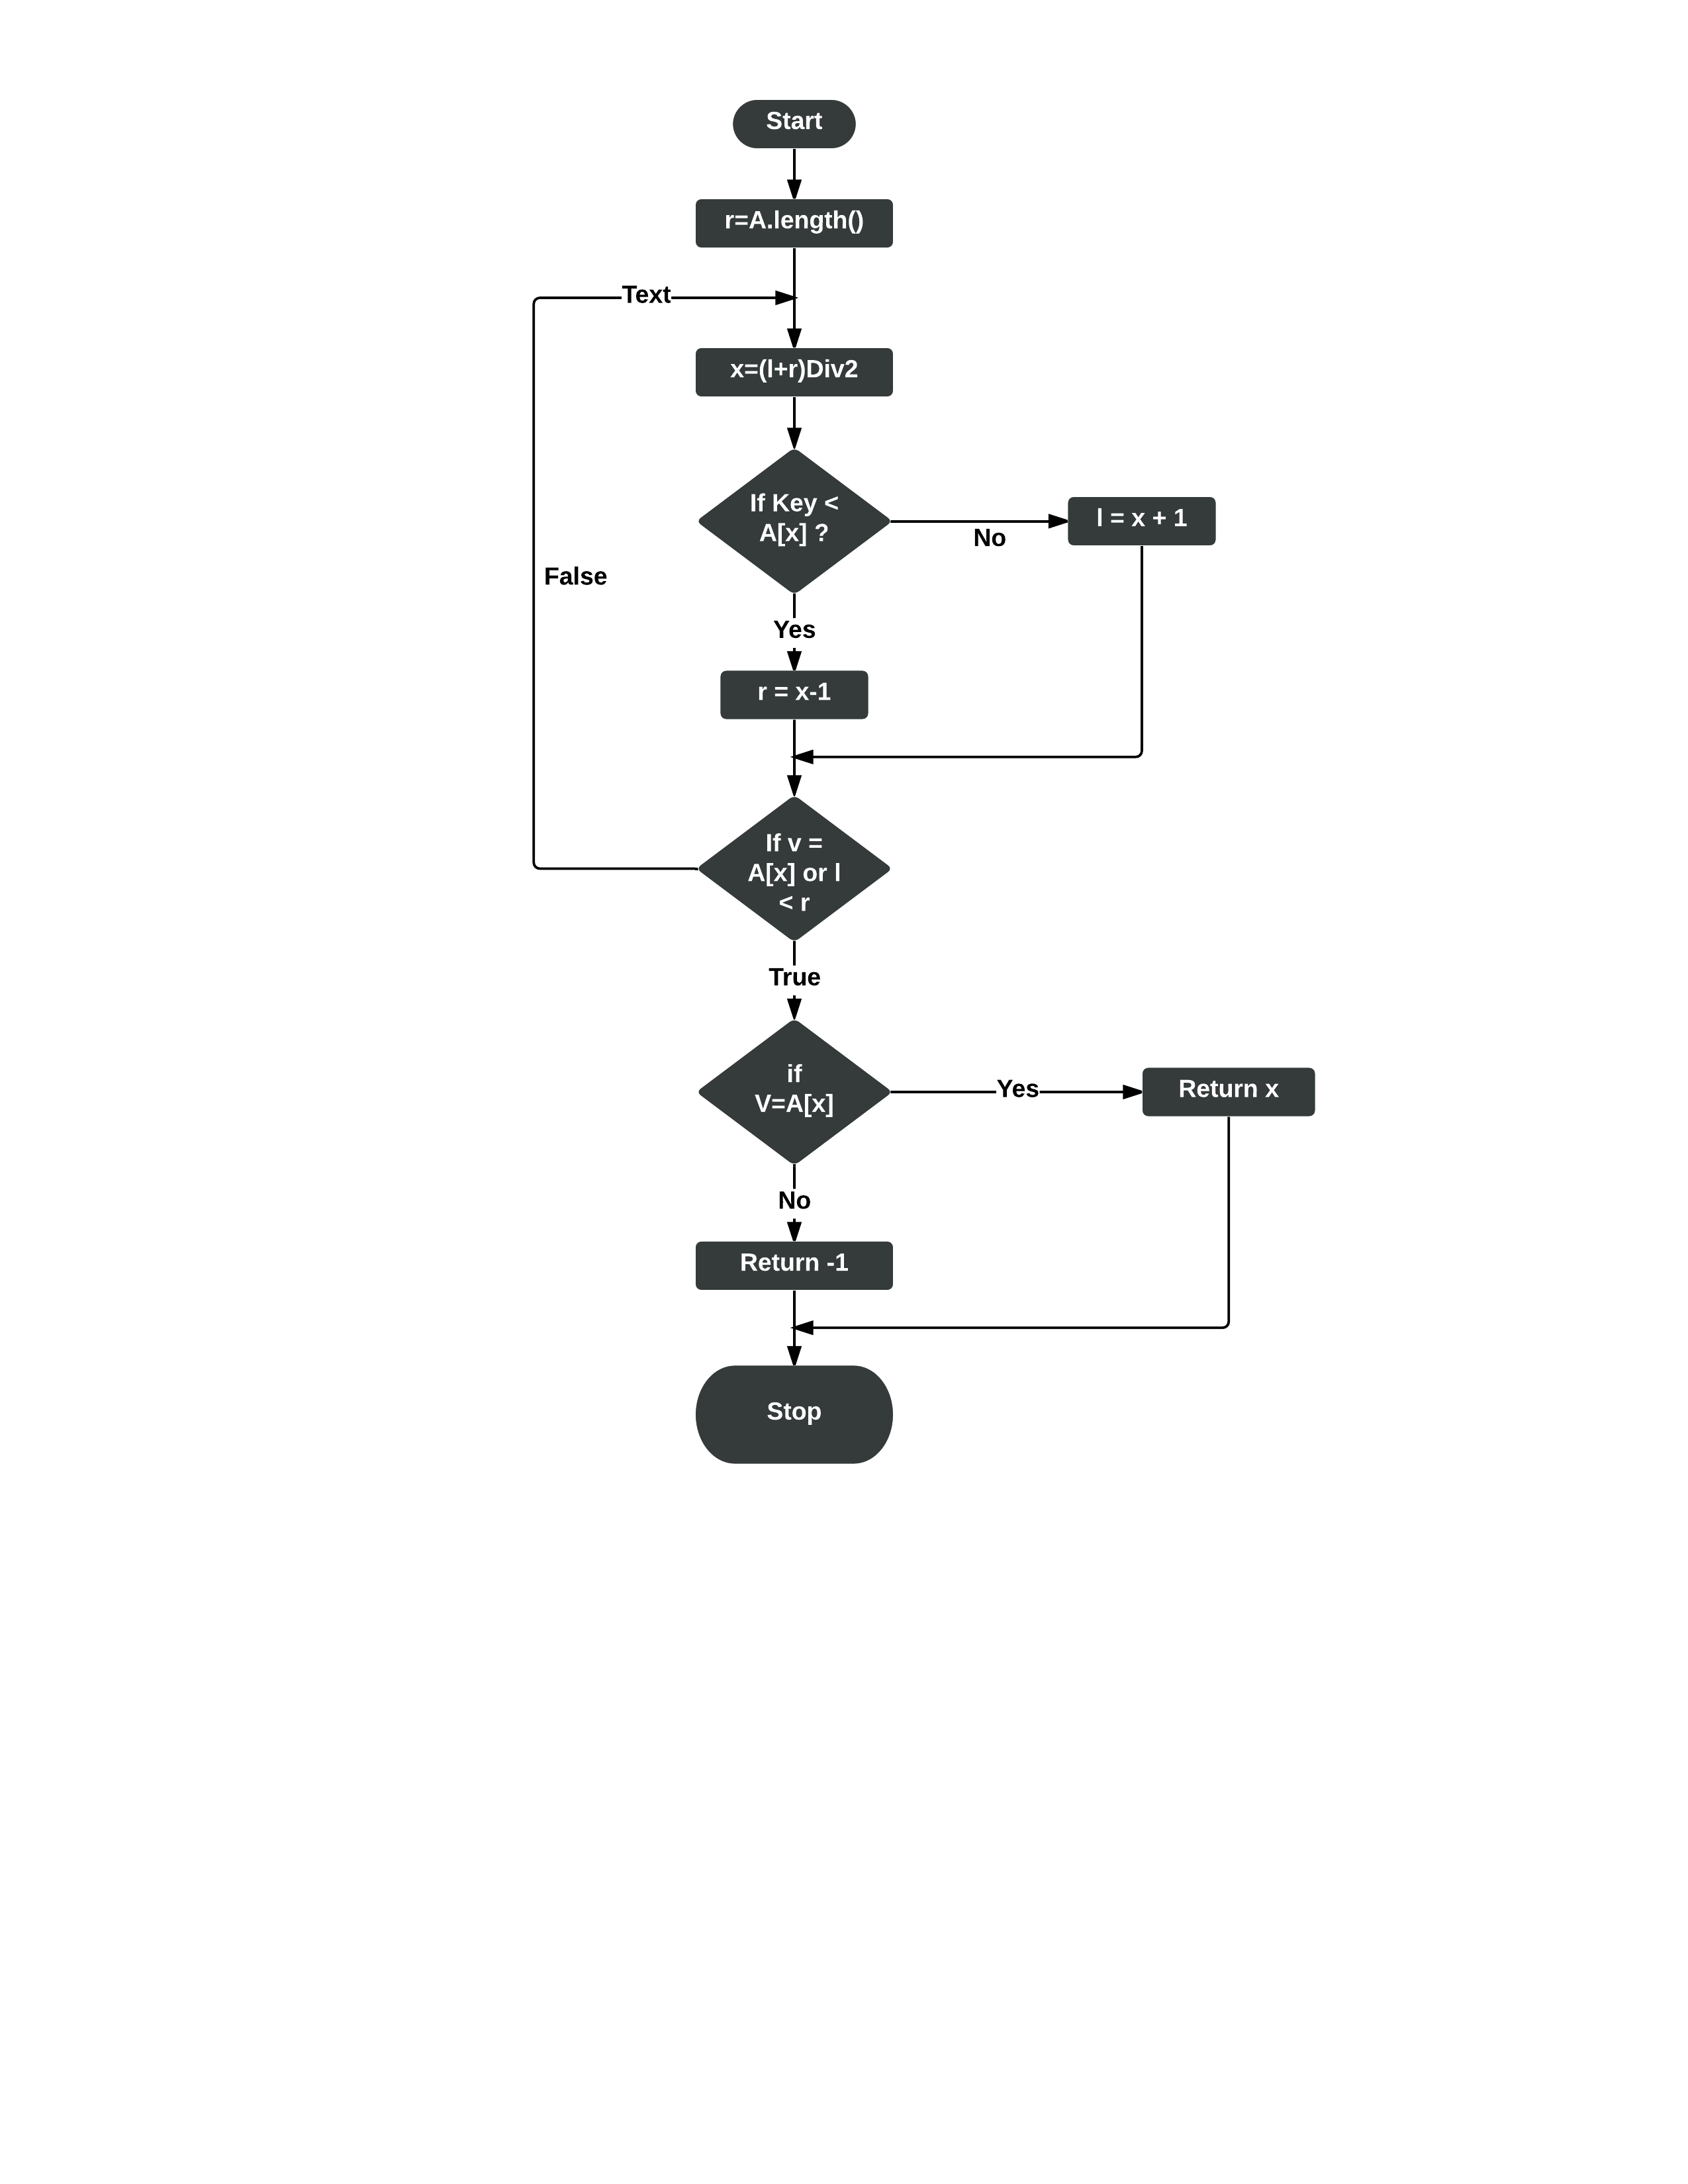 Start
r=A.length()
Text
x=(l+r)Div2
If Key <
A[x] ?
No
l = x + 1
False
Yes
r = x-1
If v =
A[x] or l
< r
True
if
V=A[x]
Yes
Return x
No
Return -1
Stop